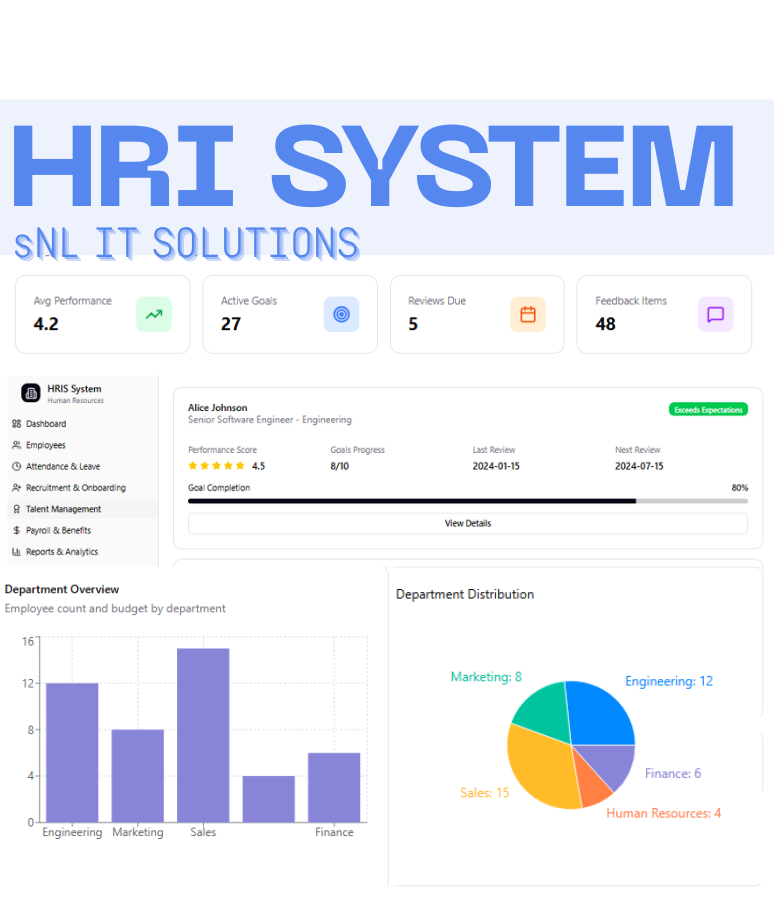 HRI SYSTEM
sNL IT SOLUTIONS
Avg Performance
4.2
Active Goals
27
Reviews Due
5
Feedback Items
48
HRIS System
Human Resources
Dashboard
Employees
Attendance & Leave
Recruitment & Onboarding
Talent Management
Payroll & Benefits
Reports & Analytics
Alice Johnson
Senior Software Engineer - Engineering
Exceeds Expectations
Performance Score
4.5
Goals Progress
8/10
Last Review
2024-01-15
Next Review
2024-07-15
Goal Completion
80%
View Details
Department Overview
Employee count and budget by department
16
12
8
4
0
Engineering
Marketing
Sales
Finance
Department Distribution
Marketing: 8
Engineering: 12
Finance: 6
Sales: 15
Human Resources: 4